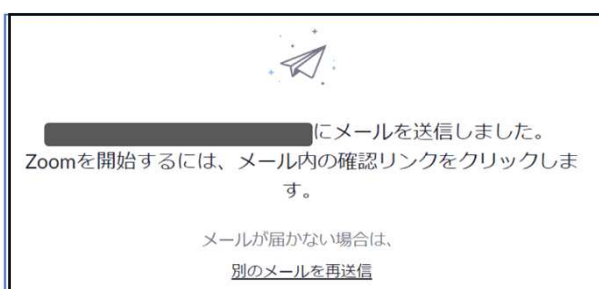 にメールを送信しました。
Zoomを開始するには、メール内の確認リンクをクリックしま
す。
メールが届かない場合は、
別のメールを再送信